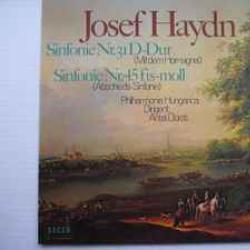 Josef Haydn
Sinfonie Nr.31 D-Dur
(Mit dem Hornsignal)
Sinfonie Nr.45 fis-moll
(Abschieds-Sinfonie)
Philharmonia Hungarica
Dirigent:
Antal Dorati
DECCA